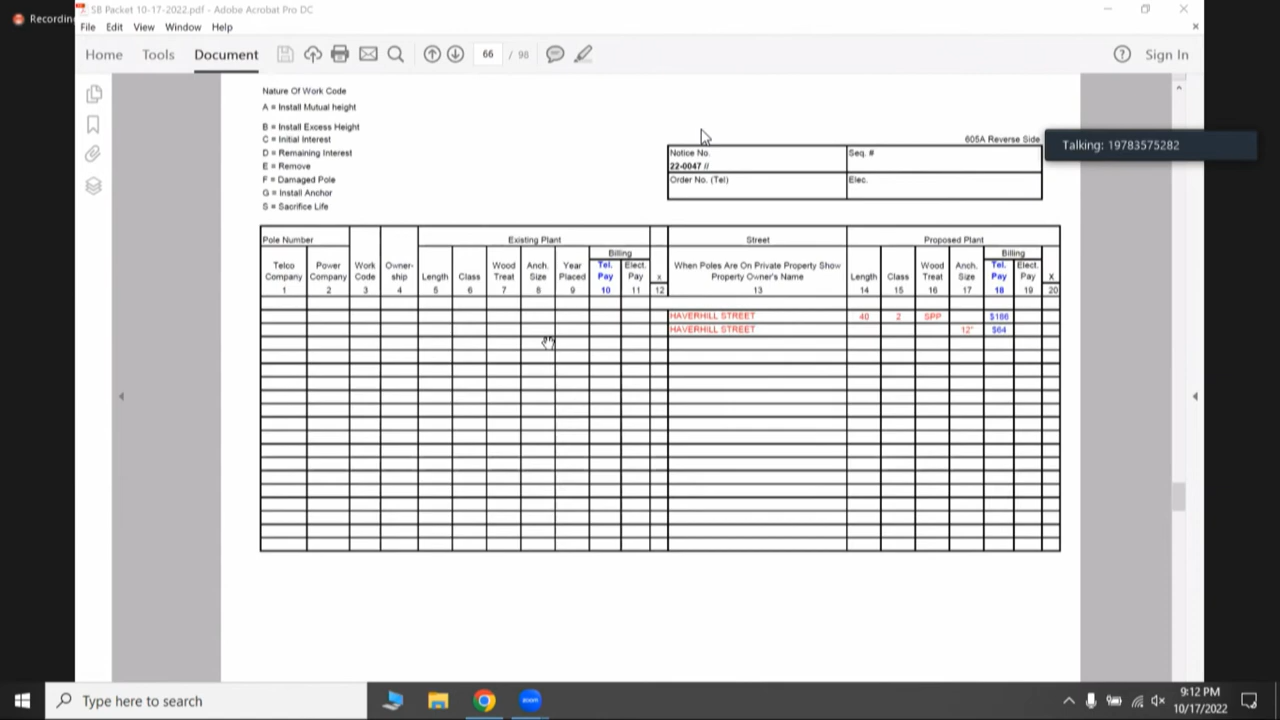 Recording
SB Packet 10-17-2022.pdf - Adobe Acrobat Pro DC
File Edit View Window Help
Home Tools Document 66 / 98 Sign In
Nature Of Work Code
A = Install Mutual height
B = Install Excess Height
C = Initial Interest
D = Remaining Interest
E = Remove
F = Damaged Pole
G = Install Anchor
S = Sacrifice Life
605A Reverse Side
Talking: 19783575282
Notice No. Seq. #
22-0047 //
Order No. (Tel) Elec.
Pole Number Existing Plant Street Proposed Plant
Billing Billing
Telco Company Power Company Work Code Owner-ship Length Class Wood Treat Anch. Size Year Placed Tel. Pay Elect. Pay x When Poles Are On Private Property Show Property Owner's Name Length Class Wood Treat Anch. Size Tel. Pay Elect. Pay X
1 2 3 4 5 6 7 8 9 10 11 12 13 14 15 16 17 18 19 20
HAVERHILL STREET 40 2 SPP $186
HAVERHILL STREET 12" $64
Type here to search
zoom
9:12 PM
10/17/2022